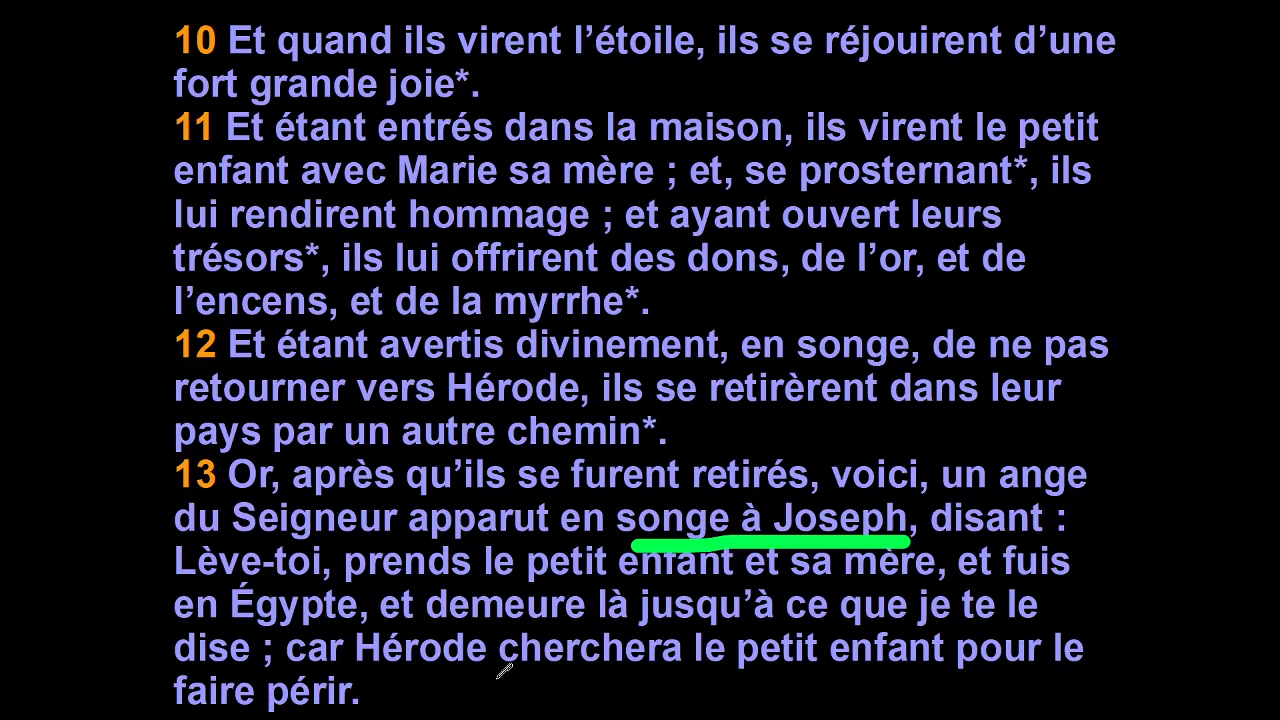 10 Et quand ils virent l’étoile, ils se réjouirent d’une
fort grande joie*.
11 Et étant entrés dans la maison, ils virent le petit
enfant avec Marie sa mère ; et, se prosternant*, ils
lui rendirent hommage ; et ayant ouvert leurs
trésors*, ils lui offrirent des dons, de l’or, et de
l’encens, et de la myrrhe*.
12 Et étant avertis divinement, en songe, de ne pas
retourner vers Hérode, ils se retirèrent dans leur
pays par un autre chemin*.
13 Or, après qu’ils se furent retirés, voici, un ange
du Seigneur apparut en songe à Joseph, disant :
Lève-toi, prends le petit enfant et sa mère, et fuis
en Égypte, et demeure là jusqu’à ce que je te le
dise ; car Hérode cherchera le petit enfant pour le
faire périr.